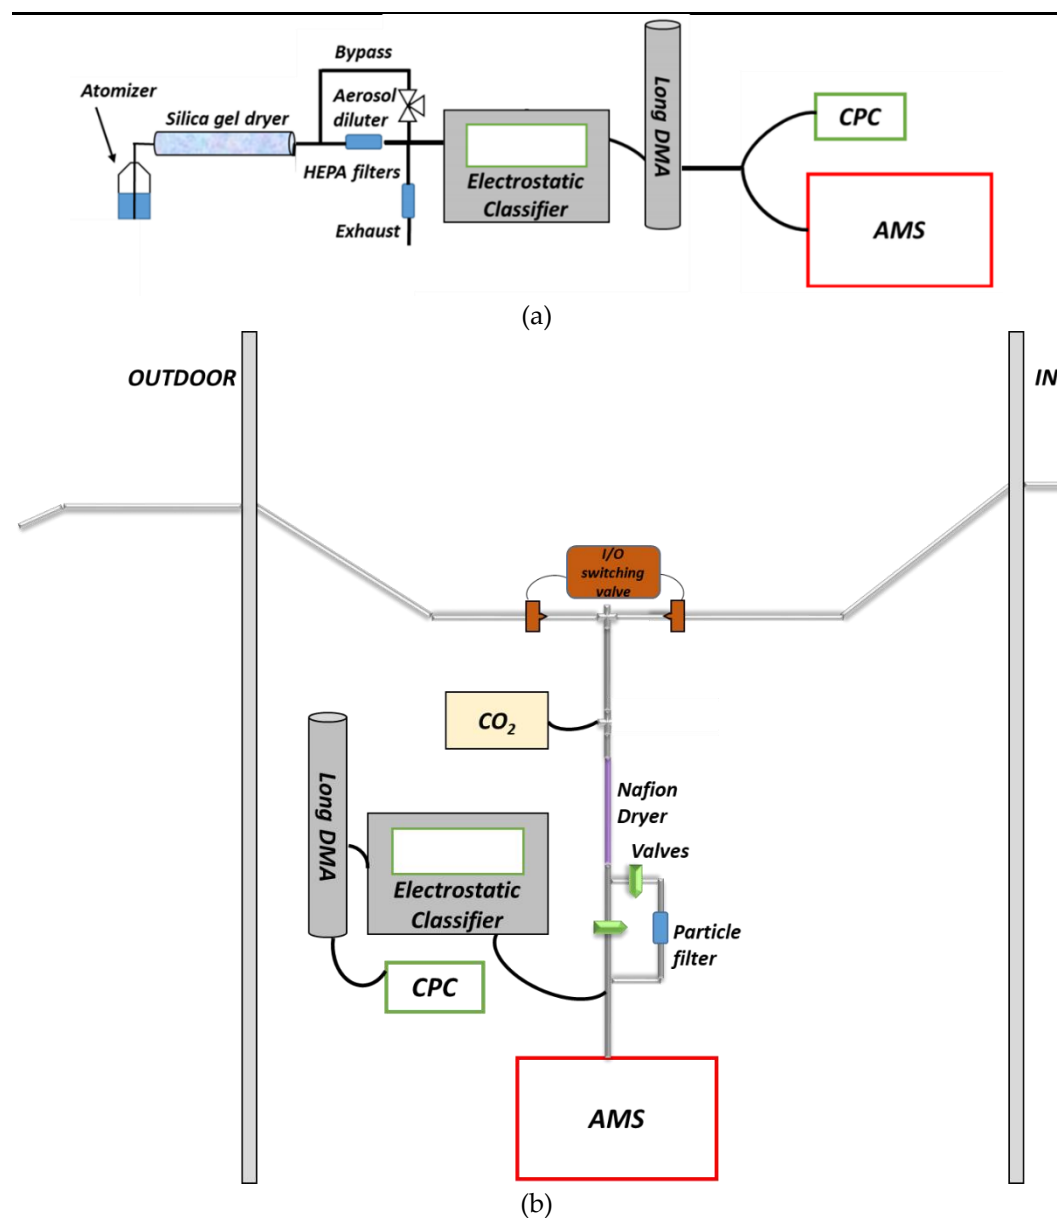 Bypass
Atomizer
Aerosol
diluter
Silica gel dryer
HEPA filters
Exhaust
Electrostatic
Classifier
Long DMA
CPC
AMS
(a)
OUTDOOR
IN
I/O
switching
valve
CO2
Nafion
Dryer
Valves
Long DMA
Electrostatic
Classifier
Particle
filter
CPC
AMS
(b)